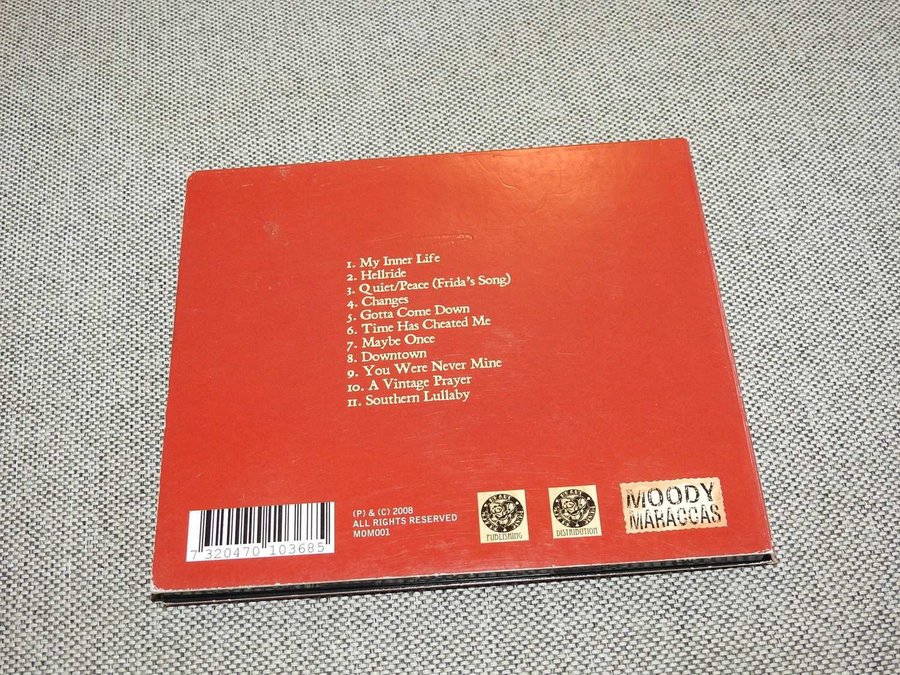 1. My Inner Life
2. Hellride
3. Quiet/Peace (Frida's Song)
4. Changes
5. Gotta Come Down
6. Time Has Cheated Me
7. Maybe Once
8. Downtown
9. You Were Never Mine
10. A Vintage Prayer
11. Southern Lullaby
7 320470 103685
(P) & (C) 2008
ALL RIGHTS RESERVED
MOM001
PUBLISHING
DISTRIBUTION
MOODY
MARACCAS